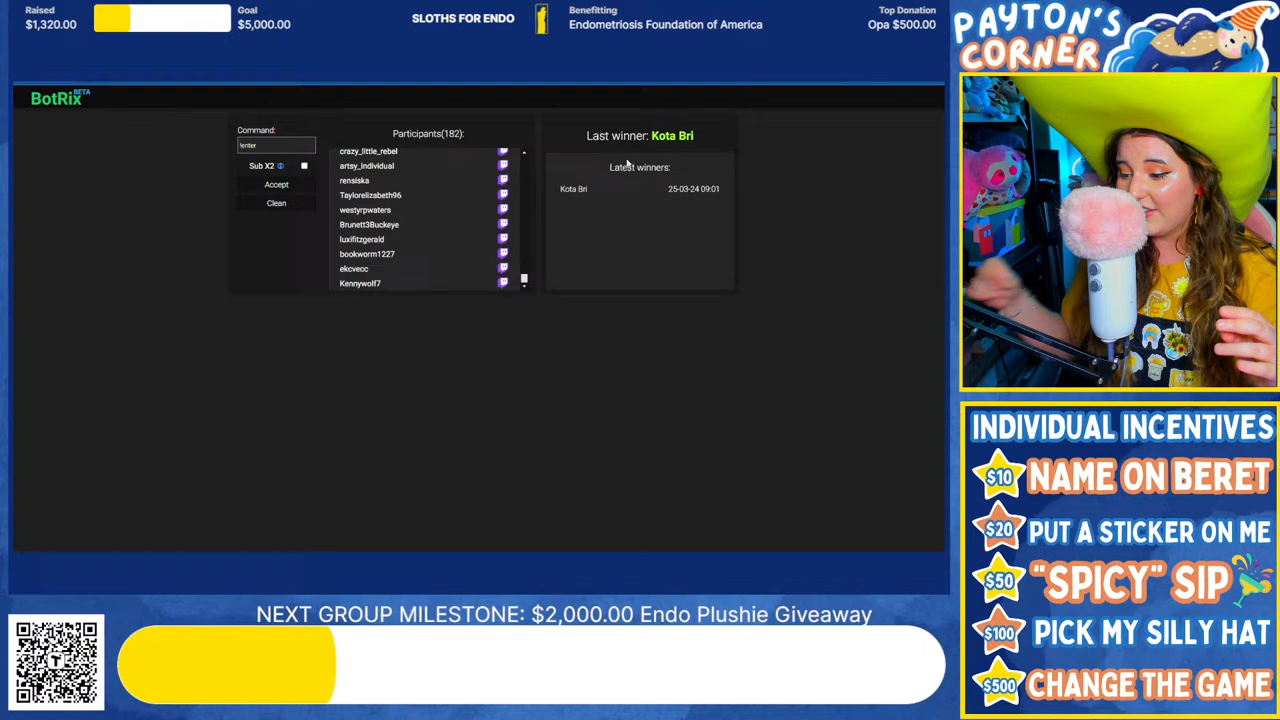 Raised
$1,320.00
Goal
$5,000.00
SLOTHS FOR ENDO
Benefitting
Endometriosis Foundation of America
Top Donation
Opa $500.00
PAYTON'S
CORNER
BotRix BETA
Command:
!enter
Sub X2
Accept
Clean
Participants(182):
crazy_little_rebel
artsy_individual
rensiska
Taylorelizabeth96
westyrpwaters
Brunett3Buckeye
luxifitzgerald
bookworm1227
ekcvecc
Kennywolf7
Last winner: Kota Bri
Latest winners:
Kota Bri 25-03-24 09:01
INDIVIDUAL INCENTIVES
$10 NAME ON BERET
$20 PUT A STICKER ON ME
$50 "SPICY" SIP
$100 PICK MY SILLY HAT
$500 CHANGE THE GAME
NEXT GROUP MILESTONE: $2,000.00 Endo Plushie Giveaway